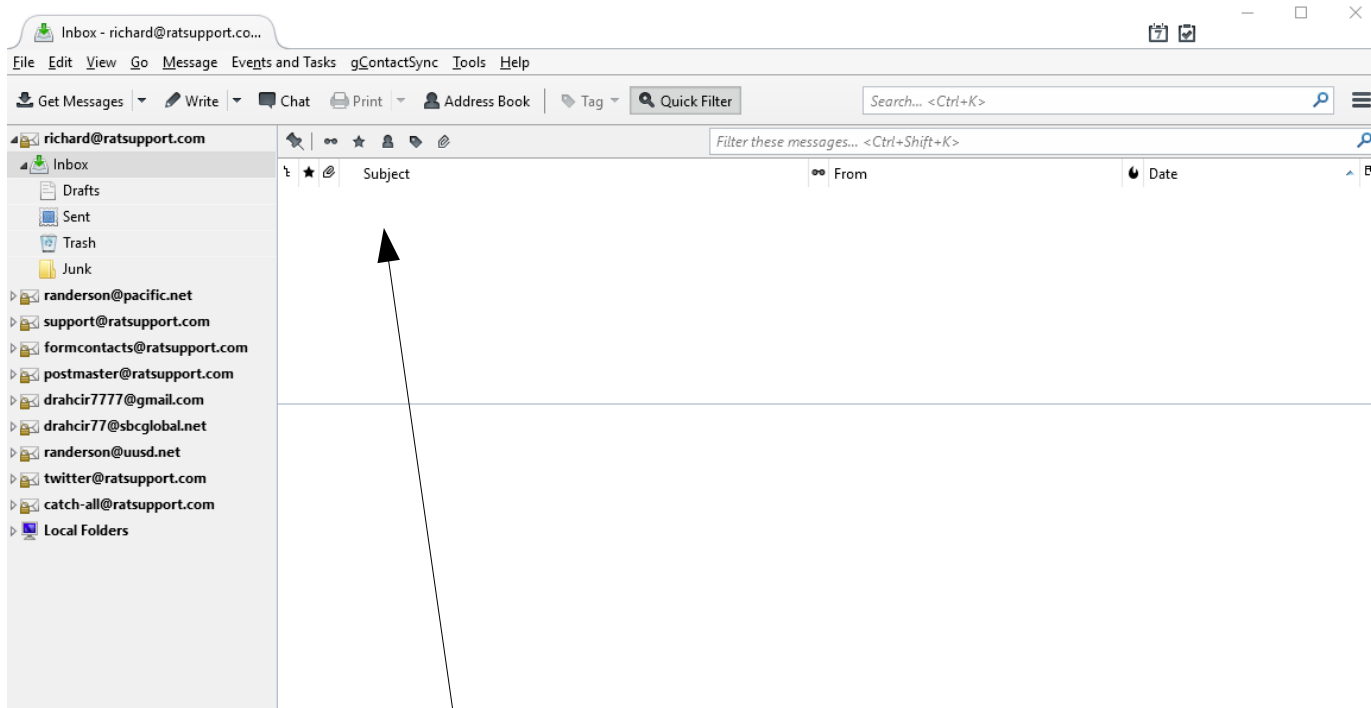 Inbox - richard@ratsupport.co...
7
File Edit View Go Message Events and Tasks gContactSync Tools Help
Get Messages Write Chat Print Address Book Tag Quick Filter Search... <Ctrl+K>
richard@ratsupport.com Filter these messages... <Ctrl+Shift+K>
Inbox Subject From Date
Drafts
Sent
Trash
Junk
randerson@pacific.net
support@ratsupport.com
formcontacts@ratsupport.com
postmaster@ratsupport.com
drahcir7777@gmail.com
drahcir77@sbcglobal.net
randerson@uusd.net
twitter@ratsupport.com
catch-all@ratsupport.com
Local Folders